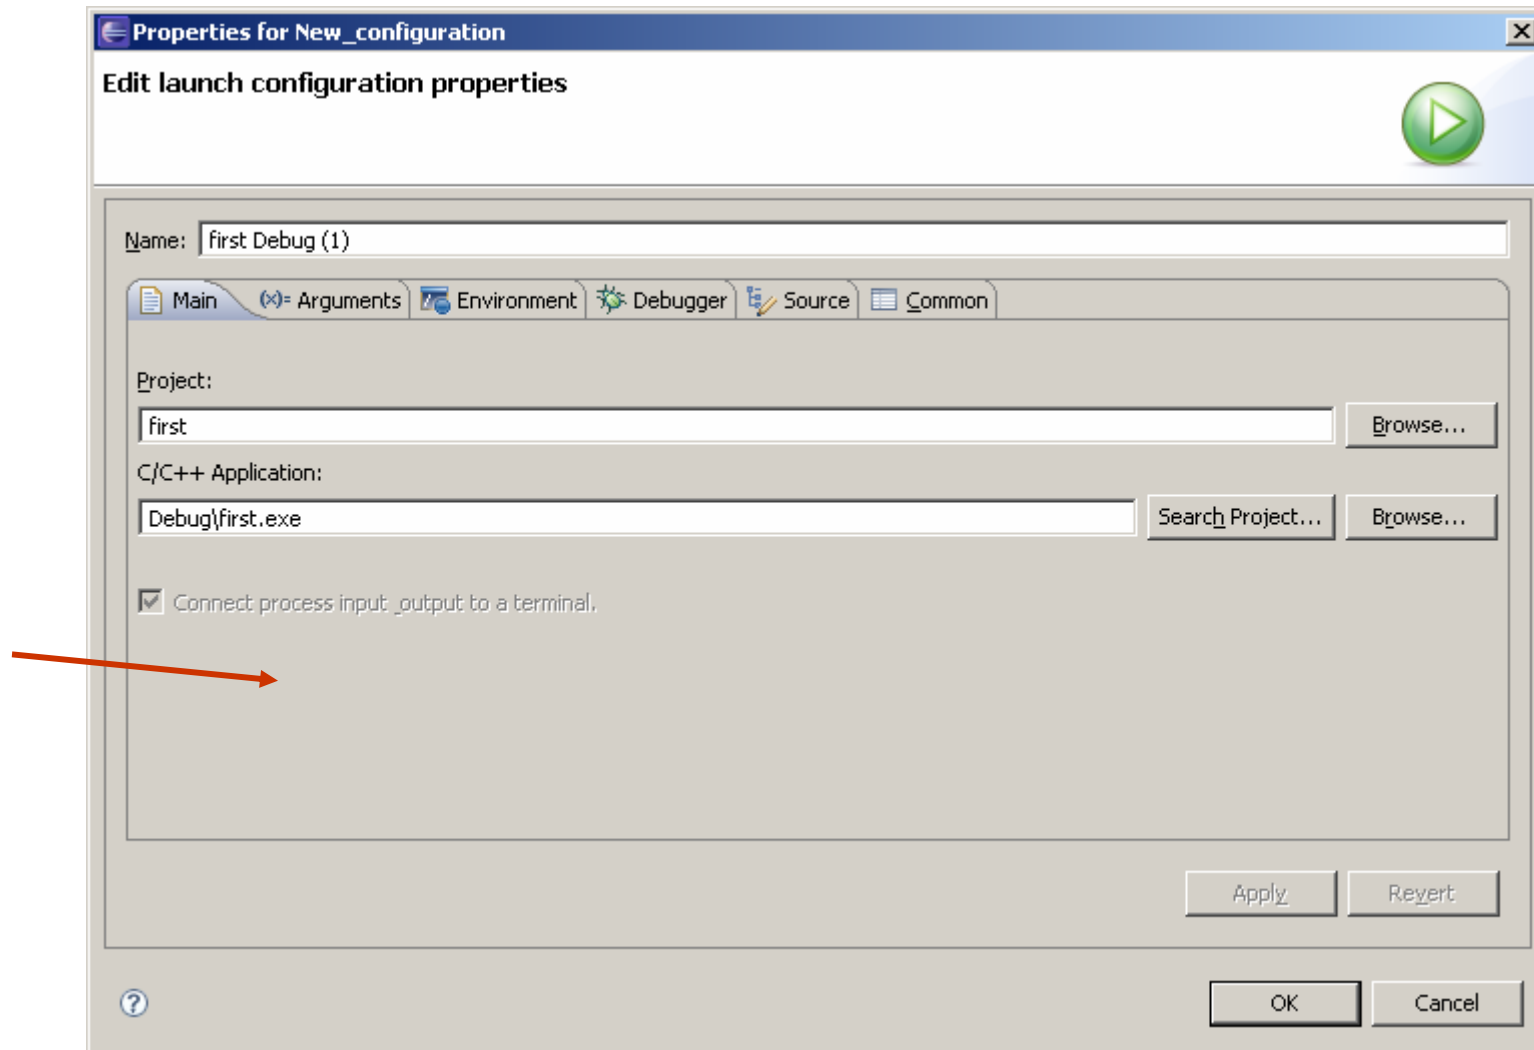 Properties for New_configuration
Edit launch configuration properties
Name: first Debug (1)
Main (x)= Arguments Environment Debugger Source Common
Project:
first Browse...
C/C++ Application:
Debug\first.exe Search Project... Browse...
Connect process input _output to a terminal.
Apply Revert
? OK Cancel